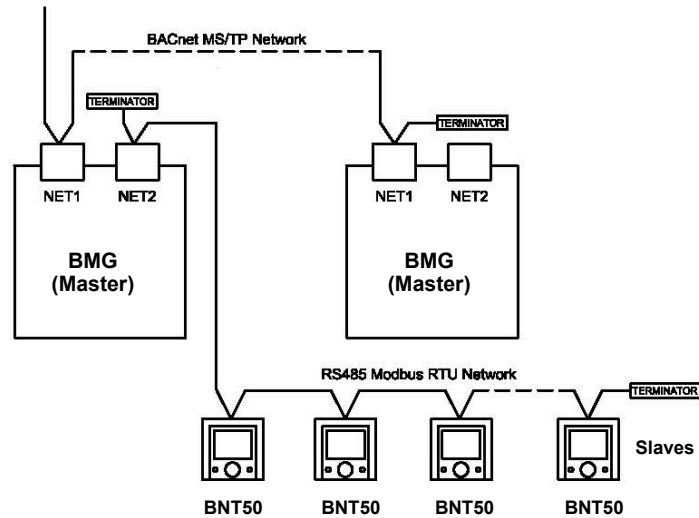 BACnet MS/TP Network
TERMINATOR
TERMINATOR
NET1 NET2
NET1 NET2
BMG
(Master)
BMG
(Master)
RS485 Modbus RTU Network
TERMINATOR
Slaves
BNT50 BNT50 BNT50 BNT50